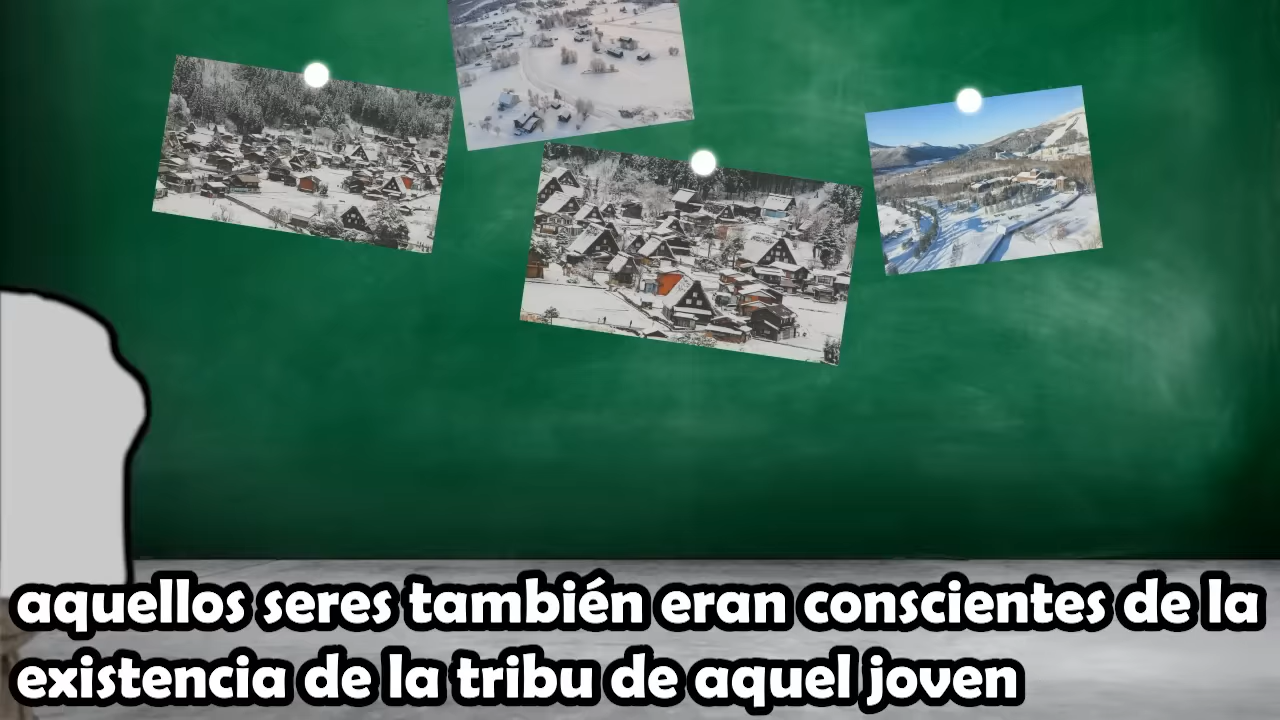 aquellos seres también eran conscientes de la
existencia de la tribu de aquel joven